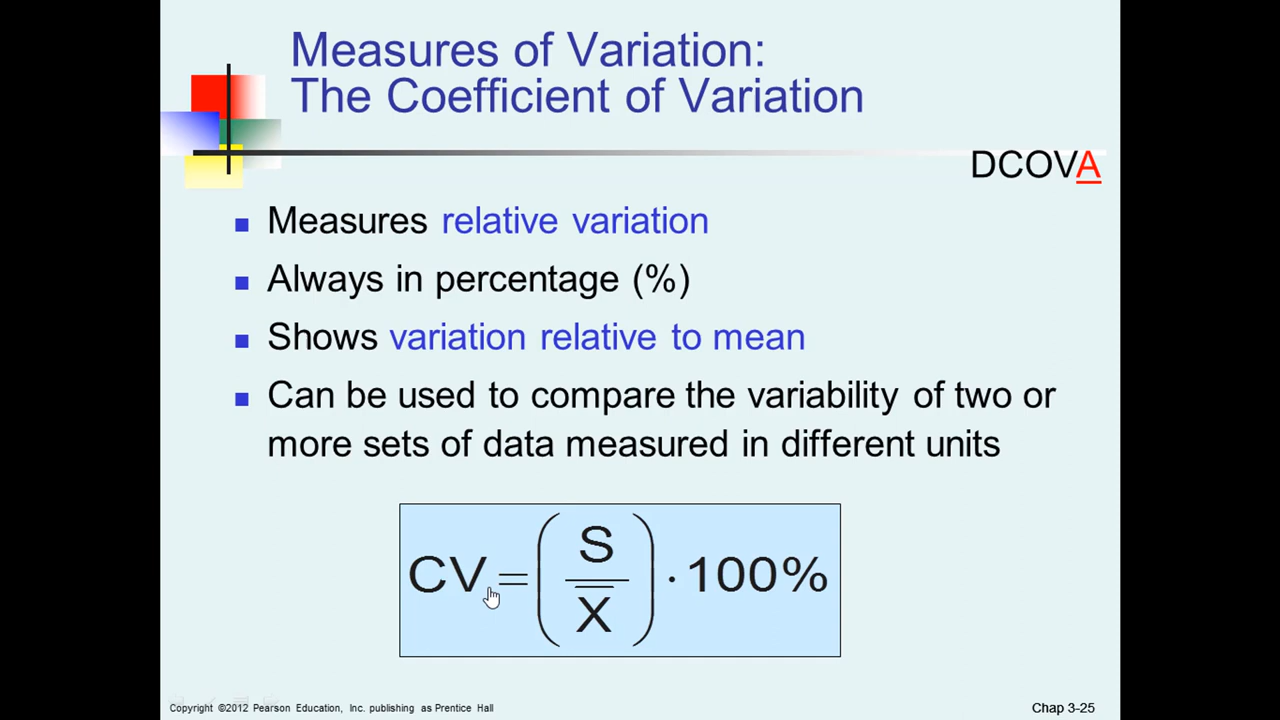 Measures of Variation:
The Coefficient of Variation
DCOVA
Measures relative variation
Always in percentage (%)
Shows variation relative to mean
Can be used to compare the variability of two or
more sets of data measured in different units
CV = (S / X̅) · 100%
Copyright ©2012 Pearson Education, Inc. publishing as Prentice Hall
Chap 3-25